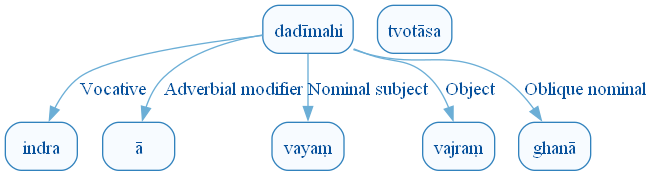 dadīmahi tvotāsa
Vocative Adverbial modifier Nominal subject Object Oblique nominal
indra ā vayaṃ vajraṃ ghanā